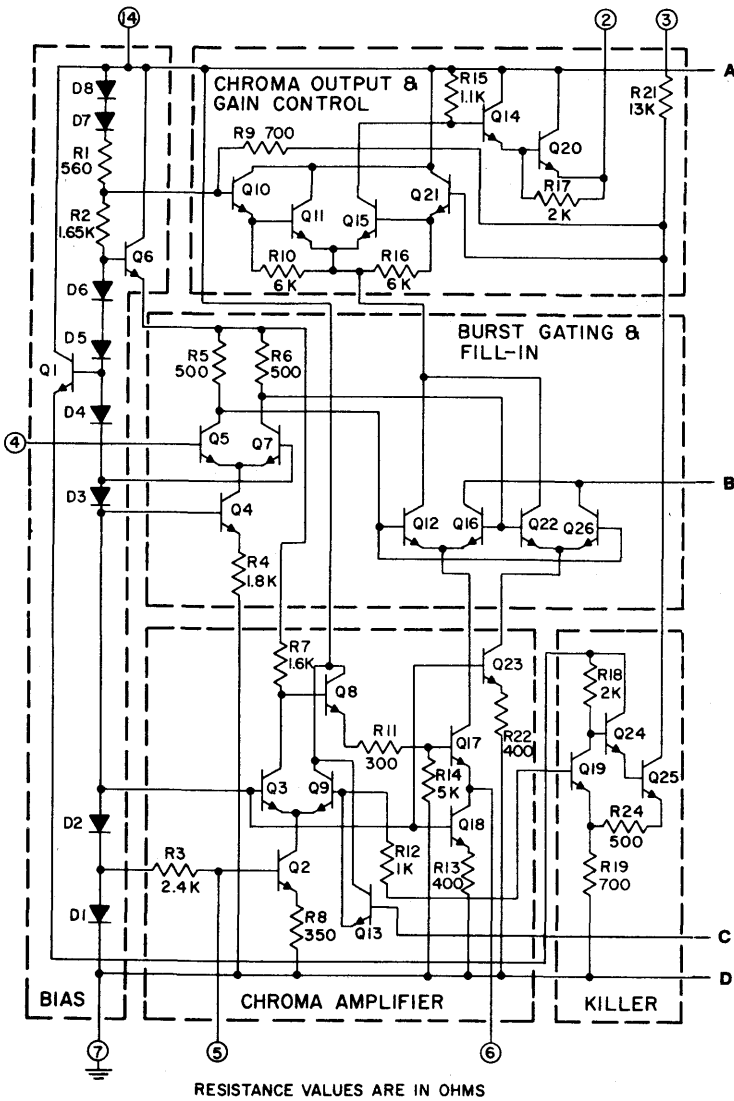 14
2
3
A
CHROMA OUTPUT &
GAIN CONTROL
D8
D7
R1
560
R2
1.65K
Q6
D6
D5
Q1
D4
D3
R9 700
R15
1.1K
Q14
R21
13K
Q20
Q10
Q11
Q15
Q21
R17
2K
R10
6K
R16
6K
BURST GATING &
FILL-IN
R5
500
R6
500
4
Q5
Q7
B
Q4
Q12
Q16
Q22
Q26
R4
1.8K
R7
1.6K
Q8
Q23
R18
2K
Q24
R11
300
Q17
R22
400
Q19
Q25
Q3
Q9
R14
5K
Q18
R24
500
D2
R3
2.4K
Q2
R12
1K
R13
400
R19
700
D1
R8
350
Q13
C
D
BIAS
CHROMA AMPLIFIER
KILLER
7
5
6
RESISTANCE VALUES ARE IN OHMS